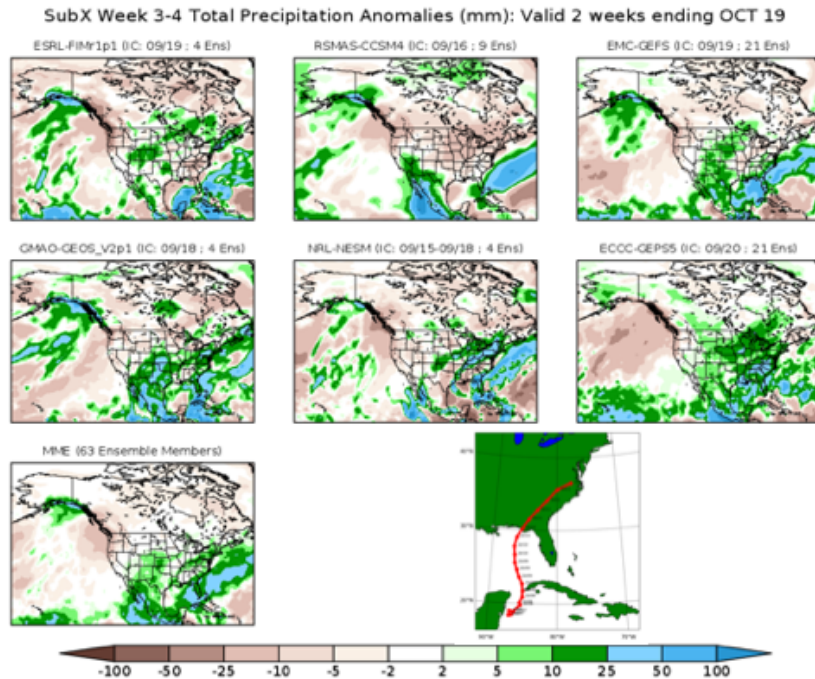 SubX Week 3-4 Total Precipitation Anomalies (mm): Valid 2 weeks ending OCT 19
ESRL-FIMr1p1 (IC: 09/19 ; 4 Ens)
RSMAS-CCSM4 (IC: 09/16 ; 9 Ens)
EMC-GEFS (IC: 09/19 ; 21 Ens)
GMAO-GEOS_V2p1 (IC: 09/18 ; 4 Ens)
NRL-NESM (IC: 09/15-09/18 ; 4 Ens)
ECCC-GEPS5 (IC: 09/20 ; 21 Ens)
MME (63 Ensemble Members)
-100 -50 -25 -10 -5 -2 2 5 10 25 50 100